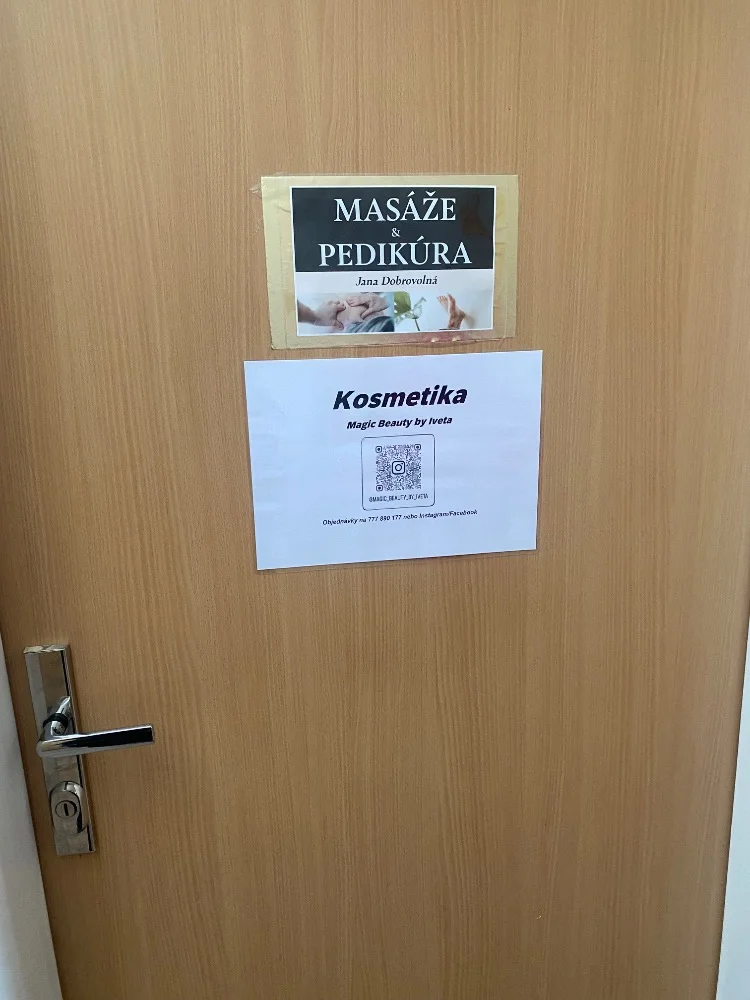 MASÁŽE
&
PEDIKÚRA
Jana Dobrovolná
Kosmetika
Magic Beauty by Iveta
@MAGIC_BEAUTY_BY_IVETA
Objednávky na 777 890 177 nebo Instagram/Facebook